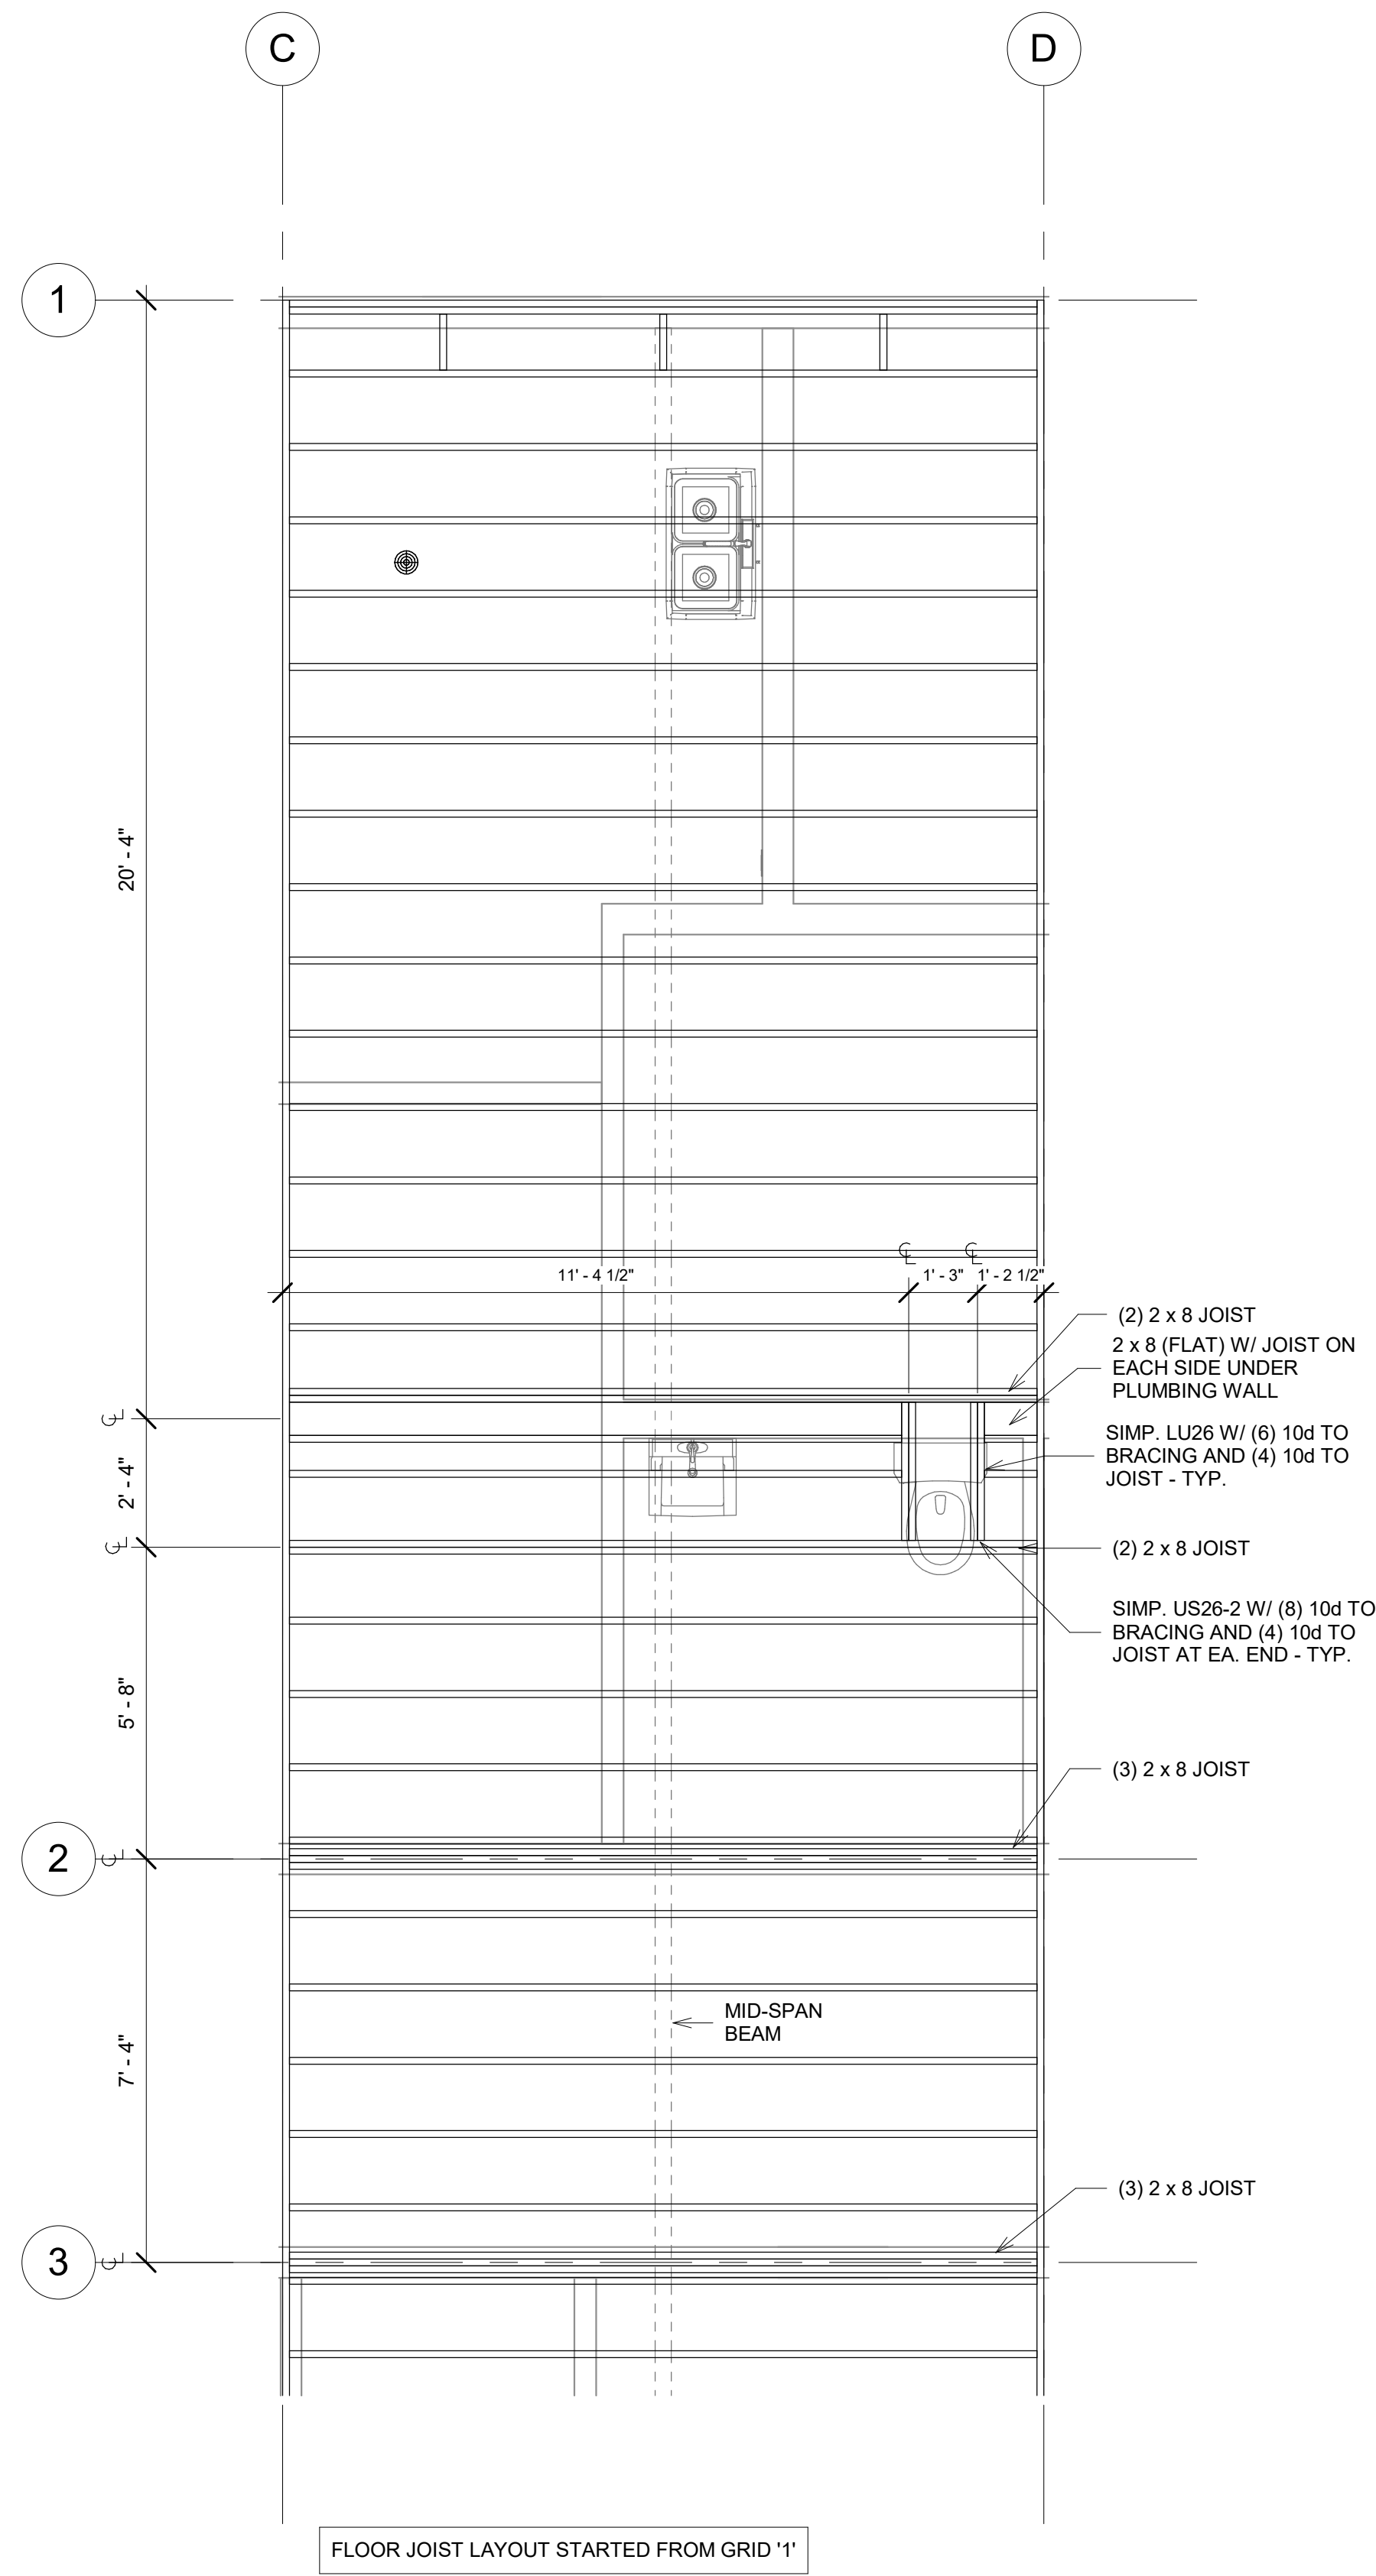 C
D
1
20' - 4"
11' - 4 1/2"
1' - 3"
1' - 2 1/2"
(2) 2 x 8 JOIST
2 x 8 (FLAT) W/ JOIST ON
EACH SIDE UNDER
PLUMBING WALL
SIMP. LU26 W/ (6) 10d TO
BRACING AND (4) 10d TO
JOIST - TYP.
2' - 4"
(2) 2 x 8 JOIST
SIMP. US26-2 W/ (8) 10d TO
BRACING AND (4) 10d TO
JOIST AT EA. END - TYP.
5' - 8"
(3) 2 x 8 JOIST
2
MID-SPAN
BEAM
7' - 4"
(3) 2 x 8 JOIST
3
FLOOR JOIST LAYOUT STARTED FROM GRID '1'